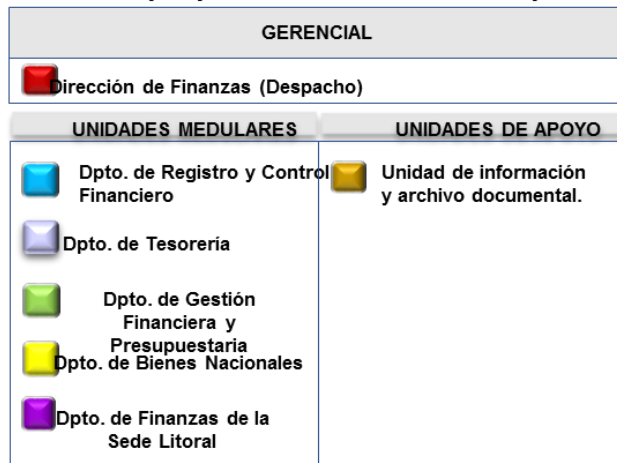 GERENCIAL
Dirección de Finanzas (Despacho)
UNIDADES MEDULARES
UNIDADES DE APOYO
Dpto. de Registro y Control
Financiero
Dpto. de Tesorería
Dpto. de Gestión
Financiera y
Presupuestaria
Dpto. de Bienes Nacionales
Dpto. de Finanzas de la
Sede Litoral
Unidad de información
y archivo documental.